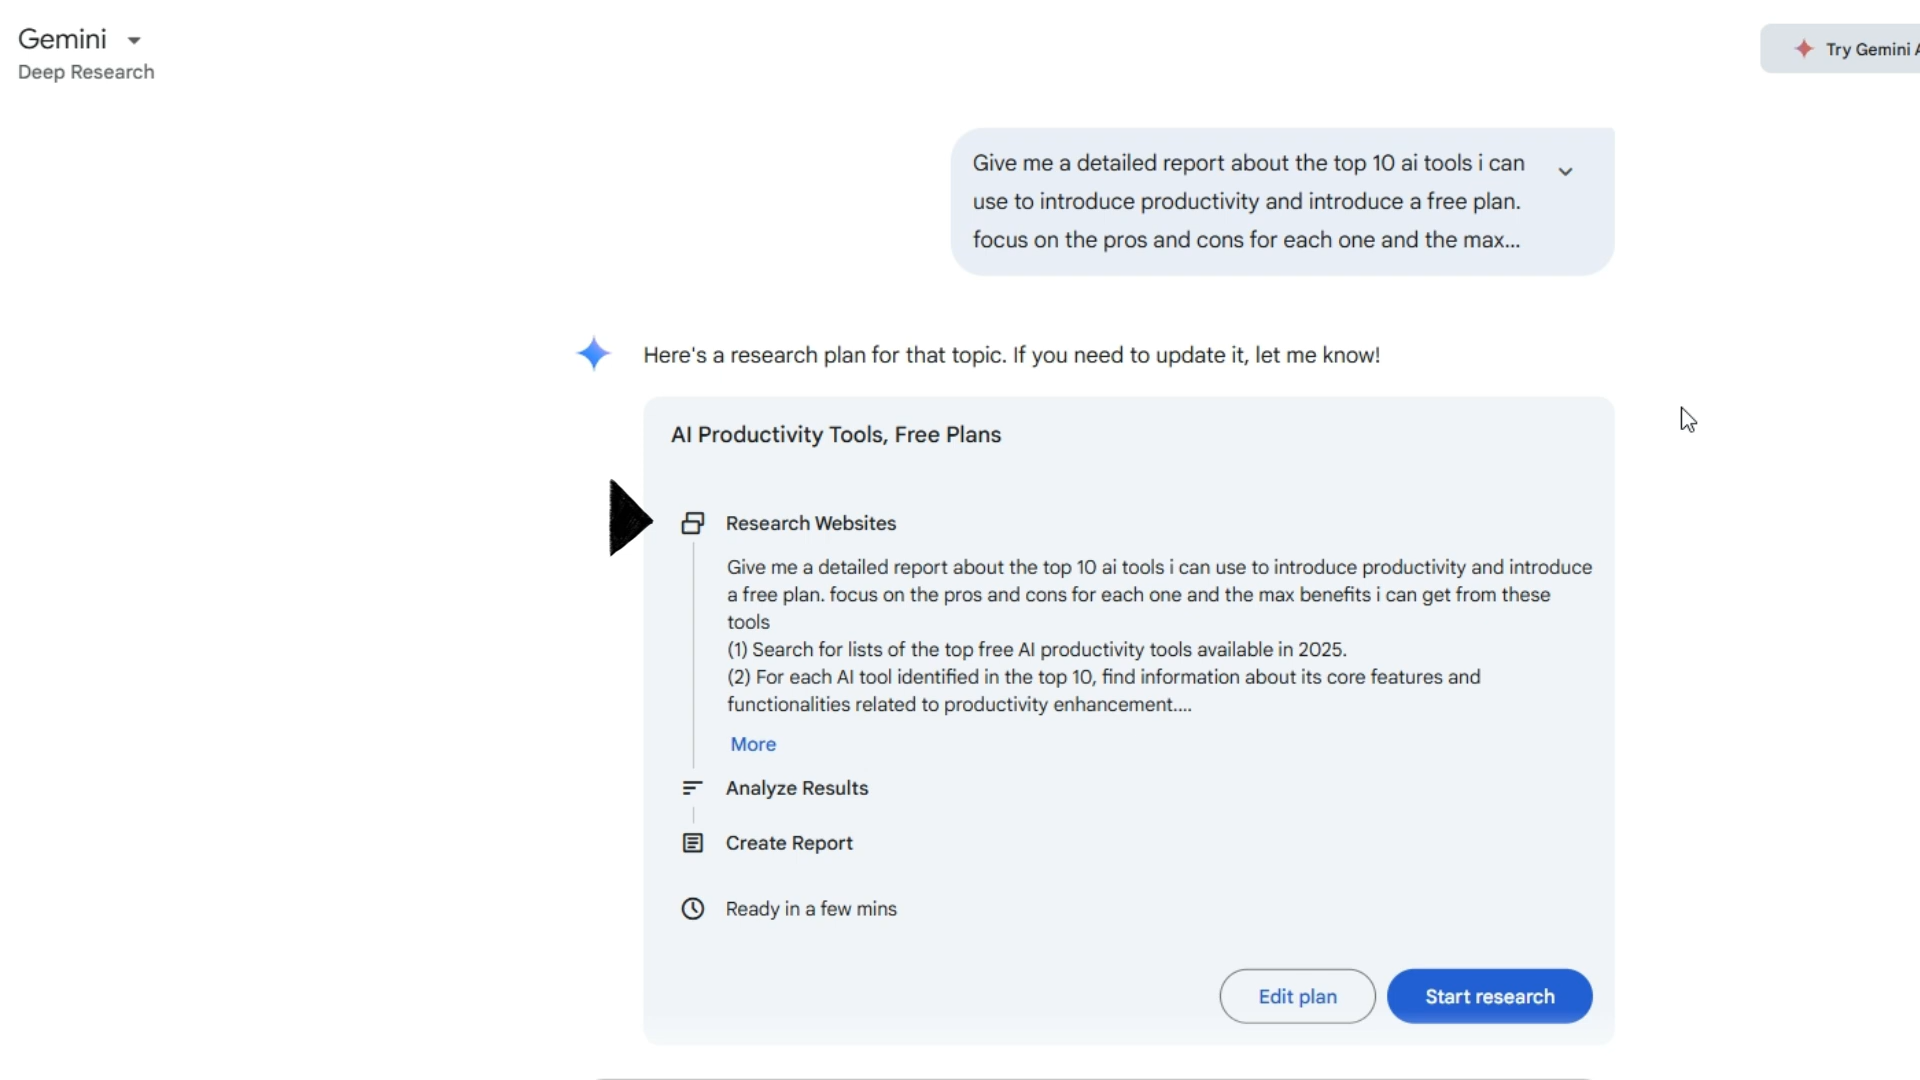 Gemini
Deep Research
Try Gemini
Give me a detailed report about the top 10 ai tools i can
use to introduce productivity and introduce a free plan.
focus on the pros and cons for each one and the max...
Here's a research plan for that topic. If you need to update it, let me know!
AI Productivity Tools, Free Plans
Research Websites
Give me a detailed report about the top 10 ai tools i can use to introduce productivity and introduce
a free plan. focus on the pros and cons for each one and the max benefits i can get from these
tools
(1) Search for lists of the top free AI productivity tools available in 2025.
(2) For each AI tool identified in the top 10, find information about its core features and
functionalities related to productivity enhancement....
More
Analyze Results
Create Report
Ready in a few mins
Edit plan
Start research